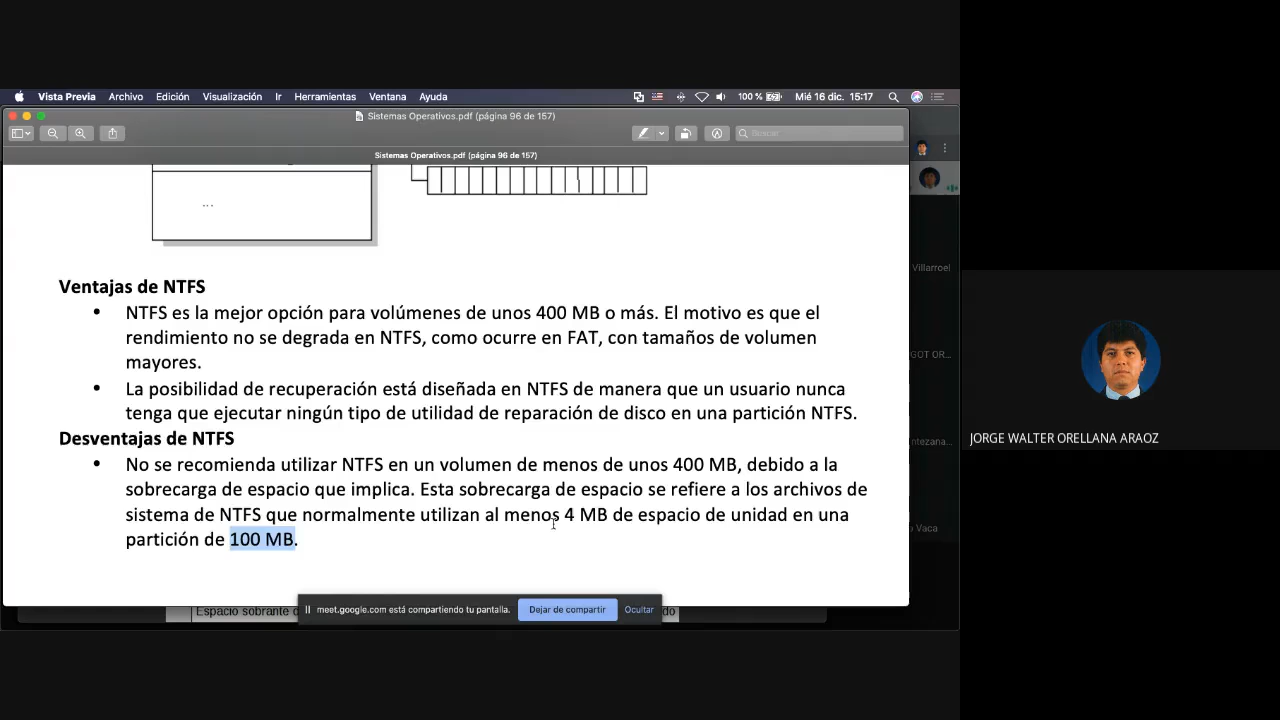 Vista Previa Archivo Edición Visualización Ir Herramientas Ventana Ayuda 100 % Mié 16 dic. 15:17
Sistemas Operativos.pdf (página 96 de 157)
Buscar
Sistemas Operativos.pdf (página 96 de 157)
...
Ventajas de NTFS
• NTFS es la mejor opción para volúmenes de unos 400 MB o más. El motivo es que el
rendimiento no se degrada en NTFS, como ocurre en FAT, con tamaños de volumen
mayores.
• La posibilidad de recuperación está diseñada en NTFS de manera que un usuario nunca
tenga que ejecutar ningún tipo de utilidad de reparación de disco en una partición NTFS.
Desventajas de NTFS
• No se recomienda utilizar NTFS en un volumen de menos de unos 400 MB, debido a la
sobrecarga de espacio que implica. Esta sobrecarga de espacio se refiere a los archivos de
sistema de NTFS que normalmente utilizan al menos 4 MB de espacio de unidad en una
partición de 100 MB.
Villarroel
GOT OR...
ntezana...
o Vaca
Espacio sobrante d
meet.google.com está compartiendo tu pantalla. Dejar de compartir Ocultar
JORGE WALTER ORELLANA ARAOZ